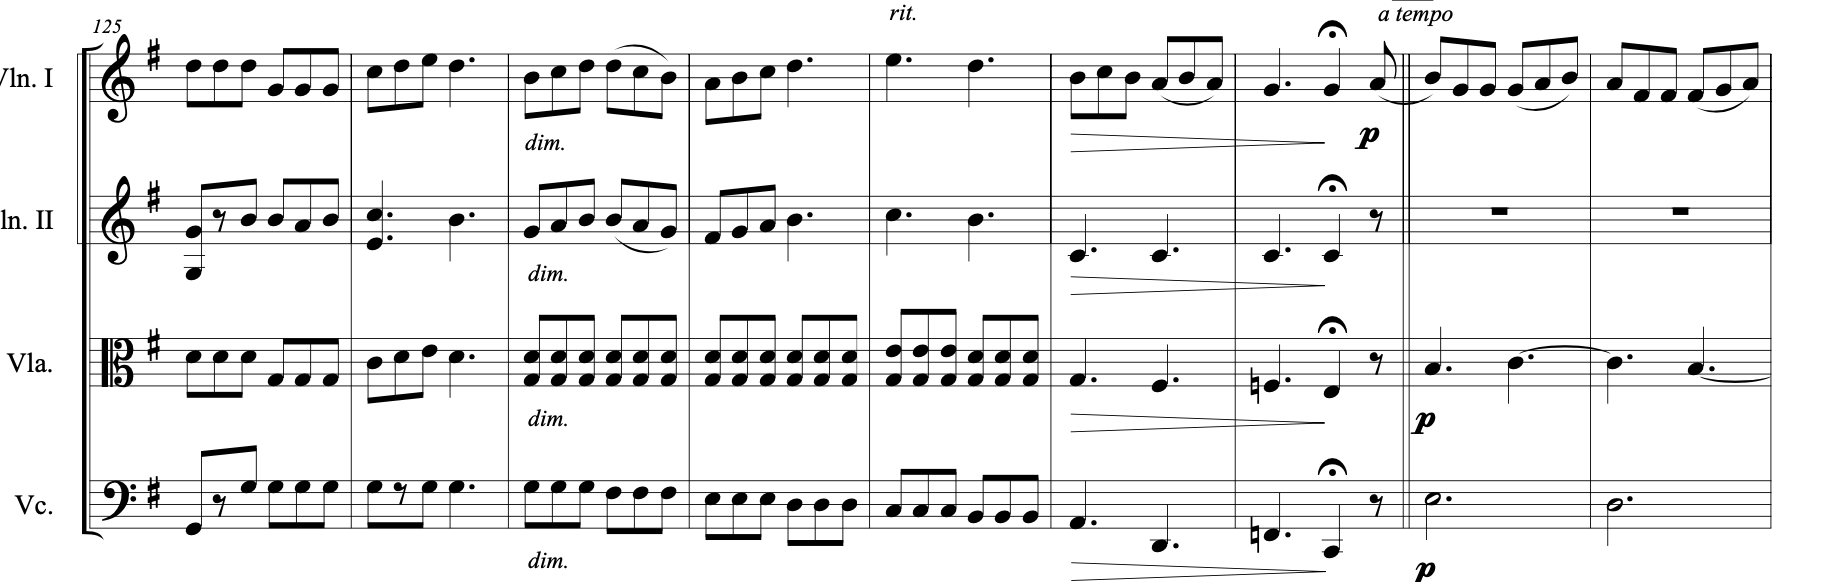 rit.
a tempo
125
Vln. I
dim.
p
ln. II
dim.
Vla.
dim.
p
Vc.
dim.
p